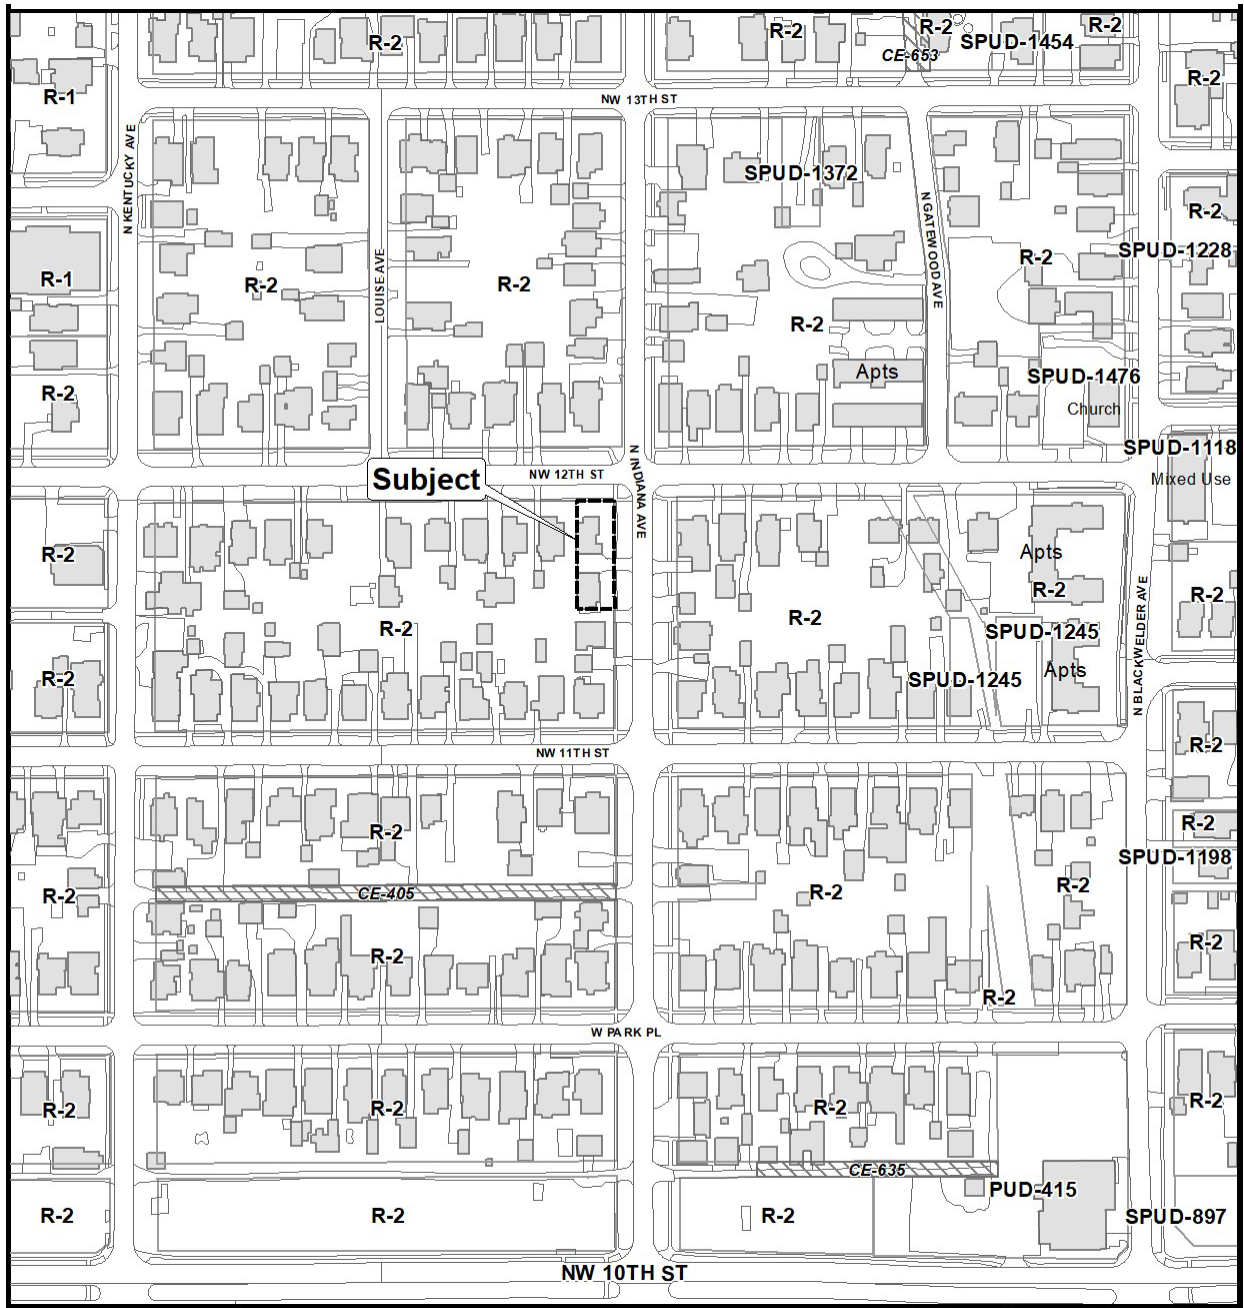 R-2
R-2
R-2
R-2
SPUD-1454
CE-653
R-1
R-2
NW 13TH ST
N KENTUCKY AVE
SPUD-1372
N GATEWOOD AVE
R-2
R-1
LOUISE AVE
R-2
R-2
R-2
SPUD-1228
R-2
R-2
Apts
SPUD-1476
Church
NW 12TH ST
N INDIANA AVE
SPUD-1118
Mixed Use
Subject
R-2
Apts
R-2
R-2
R-2
R-2
SPUD-1245
N BLACKWELDER AVE
R-2
SPUD-1245
Apts
NW 11TH ST
R-2
R-2
R-2
SPUD-1198
R-2
CE-405
R-2
R-2
R-2
R-2
R-2
W PARK PL
R-2
R-2
R-2
R-2
CE-635
PUD-415
R-2
R-2
R-2
SPUD-897
NW 10TH ST